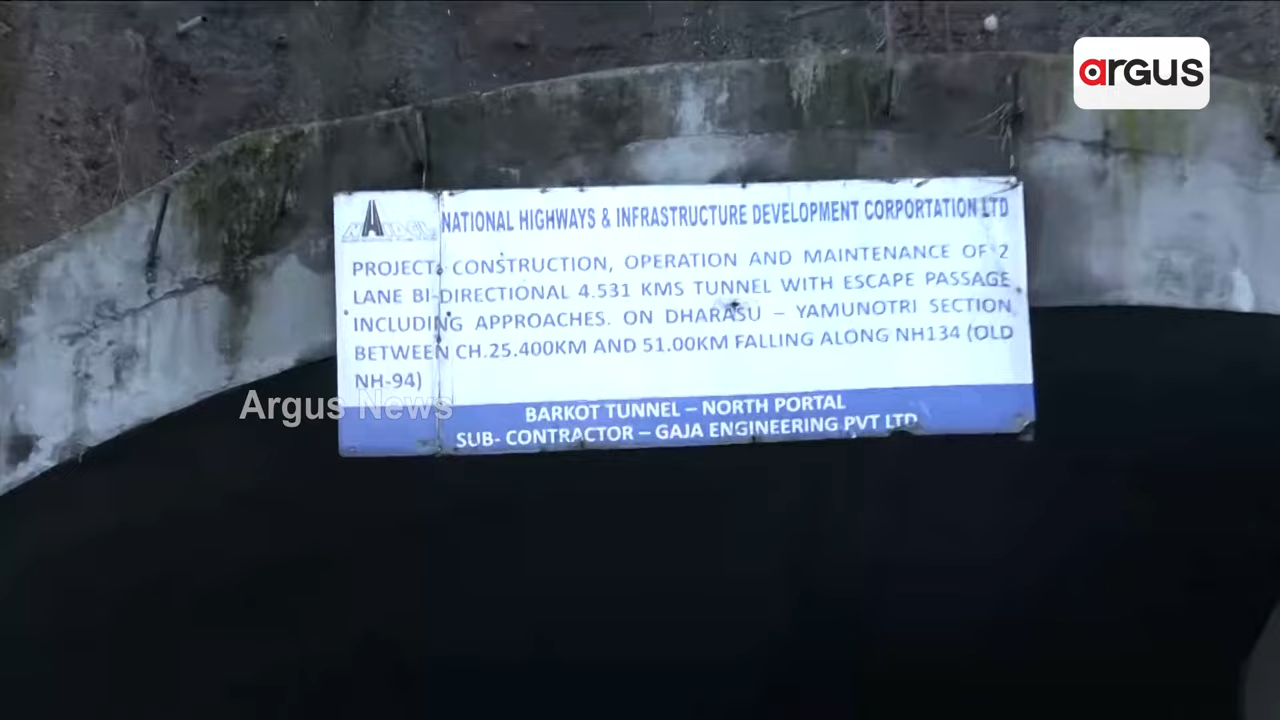 argus
NATIONAL HIGHWAYS & INFRASTRUCTURE DEVELOPMENT CORPORTATION LTD
PROJECT: CONSTRUCTION, OPERATION AND MAINTENANCE OF 2
LANE BI-DIRECTIONAL 4.531 KMS TUNNEL WITH ESCAPE PASSAGE
INCLUDING APPROACHES. ON DHARASU – YAMUNOTRI SECTION
BETWEEN CH.25.400KM AND 51.00KM FALLING ALONG NH134 (OLD
NH-94)
Argus News
BARKOT TUNNEL – NORTH PORTAL
SUB- CONTRACTOR – GAJA ENGINEERING PVT LTD